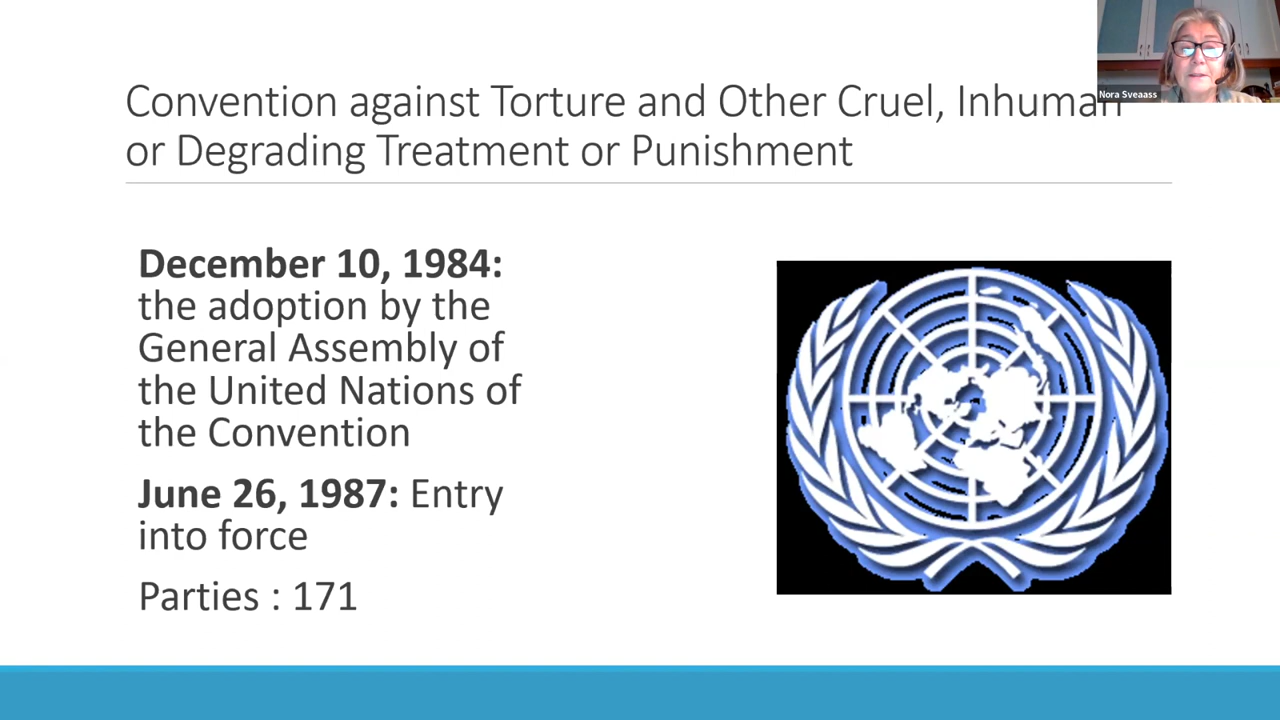 Nora Sveaass
Convention against Torture and Other Cruel, Inhuman
or Degrading Treatment or Punishment
December 10, 1984:
the adoption by the
General Assembly of
the United Nations of
the Convention
June 26, 1987: Entry
into force
Parties : 171